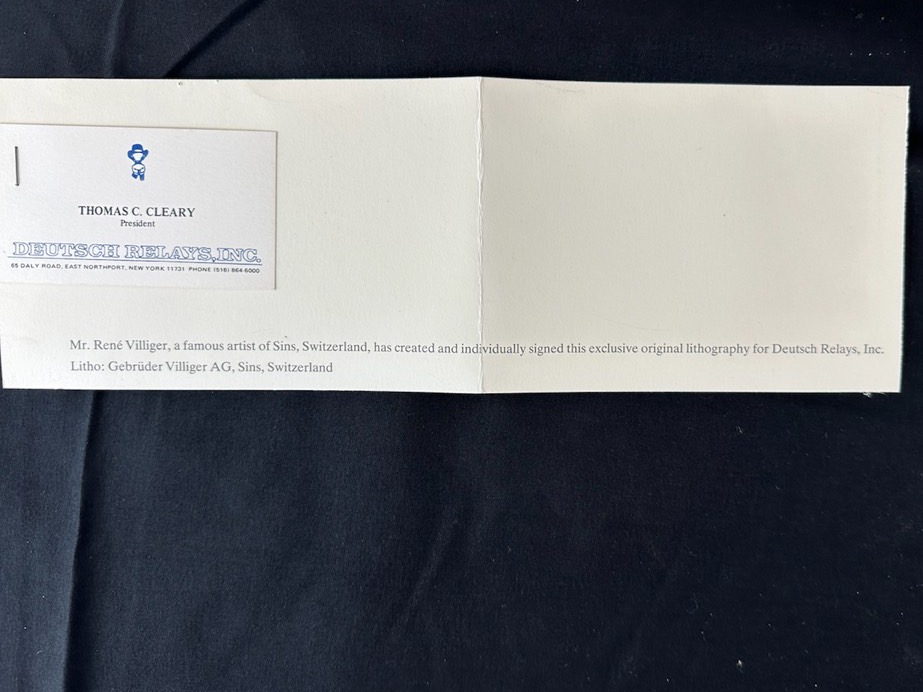 THOMAS C. CLEARY
President
DEUTSCH RELAYS, INC.
65 DALY ROAD, EAST NORTHPORT, NEW YORK 11731 PHONE (516) 864-6000
Mr. René Villiger, a famous artist of Sins, Switzerland, has created and individually signed this exclusive original lithography for Deutsch Relays, Inc.
Litho: Gebrüder Villiger AG, Sins, Switzerland